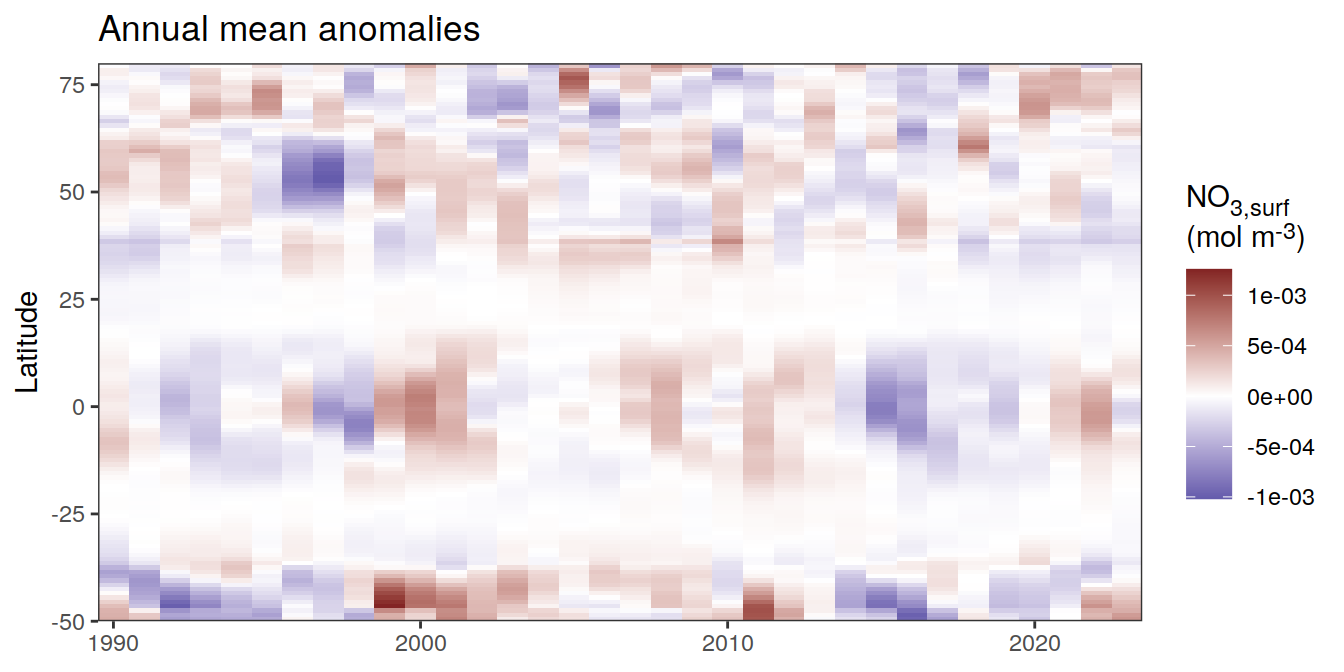 Annual mean anomalies
Latitude
75
50
25
0
-25
-50
1990
2000
2010
2020
NO3,surf
(mol m-3)
1e-03
5e-04
0e+00
-5e-04
-1e-03